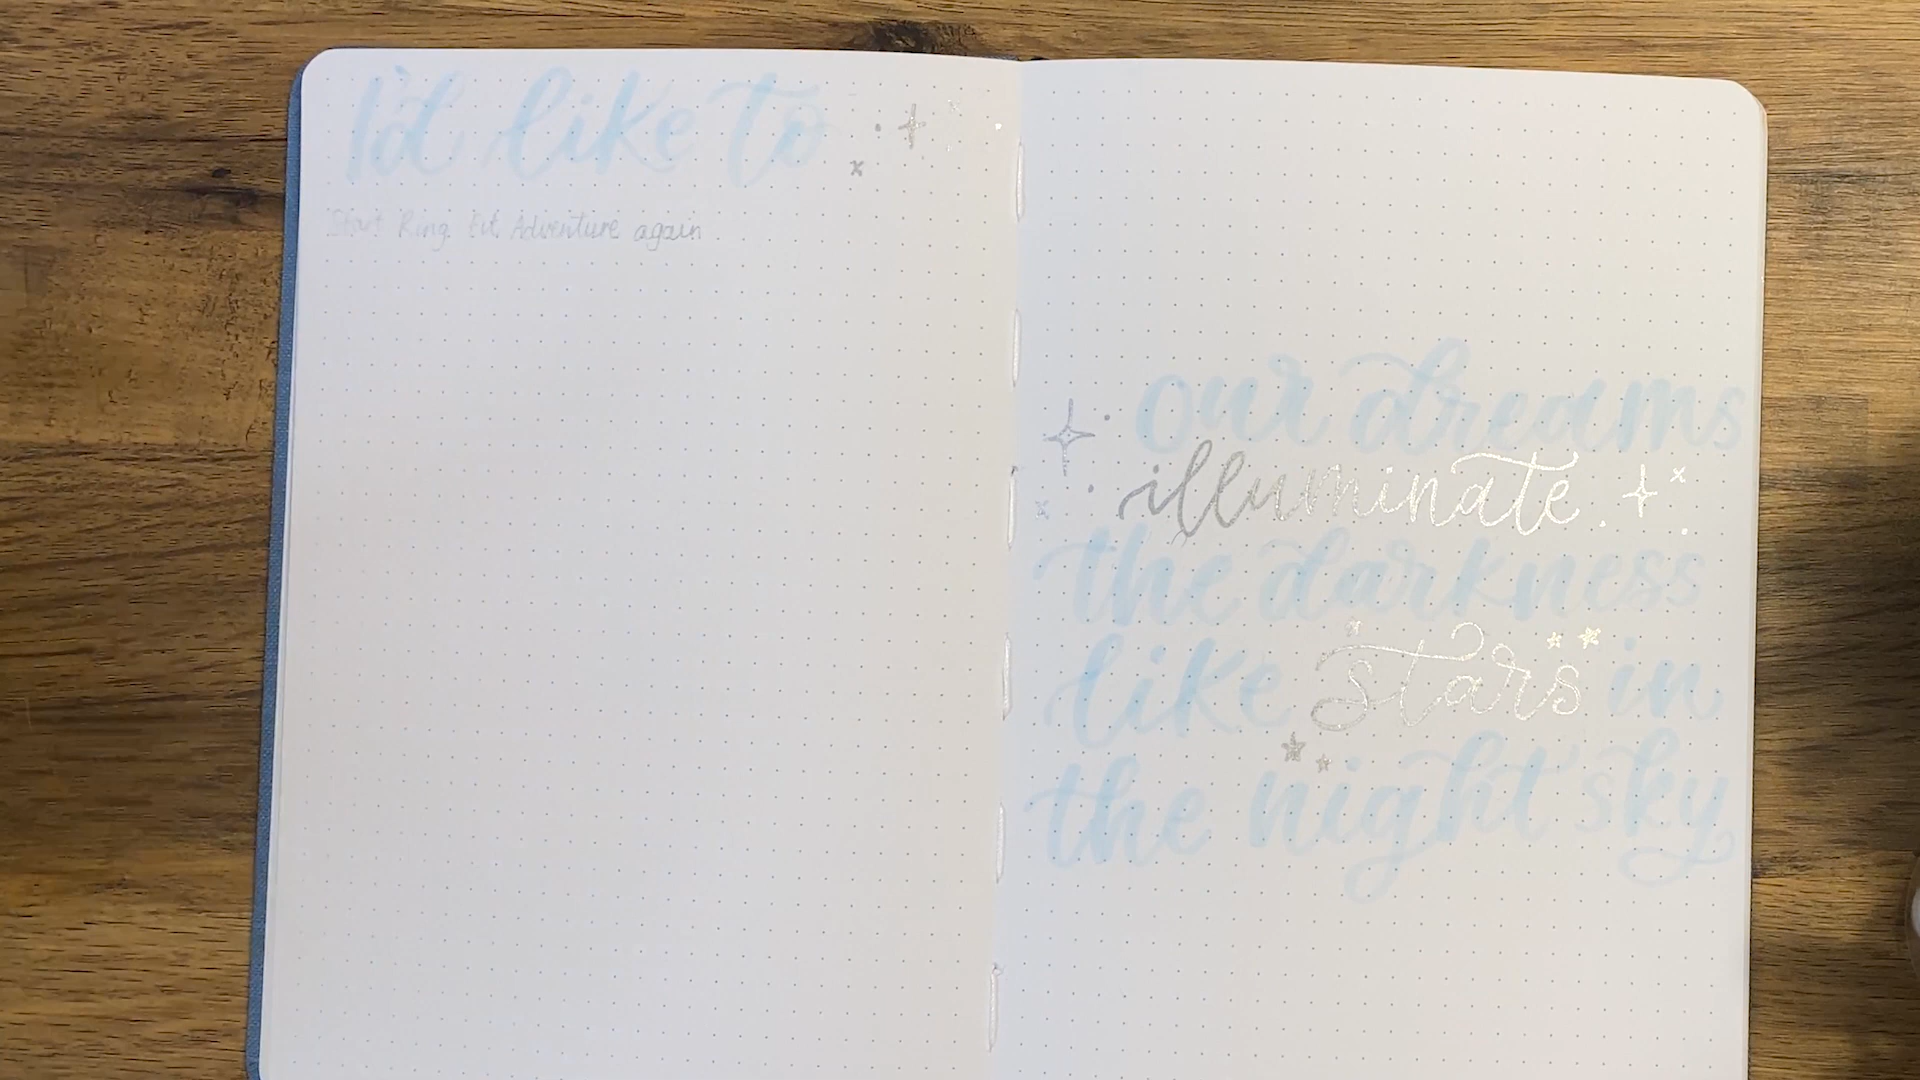 I'd like to
Start Ring Fit Adventure again
our dreams
illuminate
the darkness
like stars in
the night sky